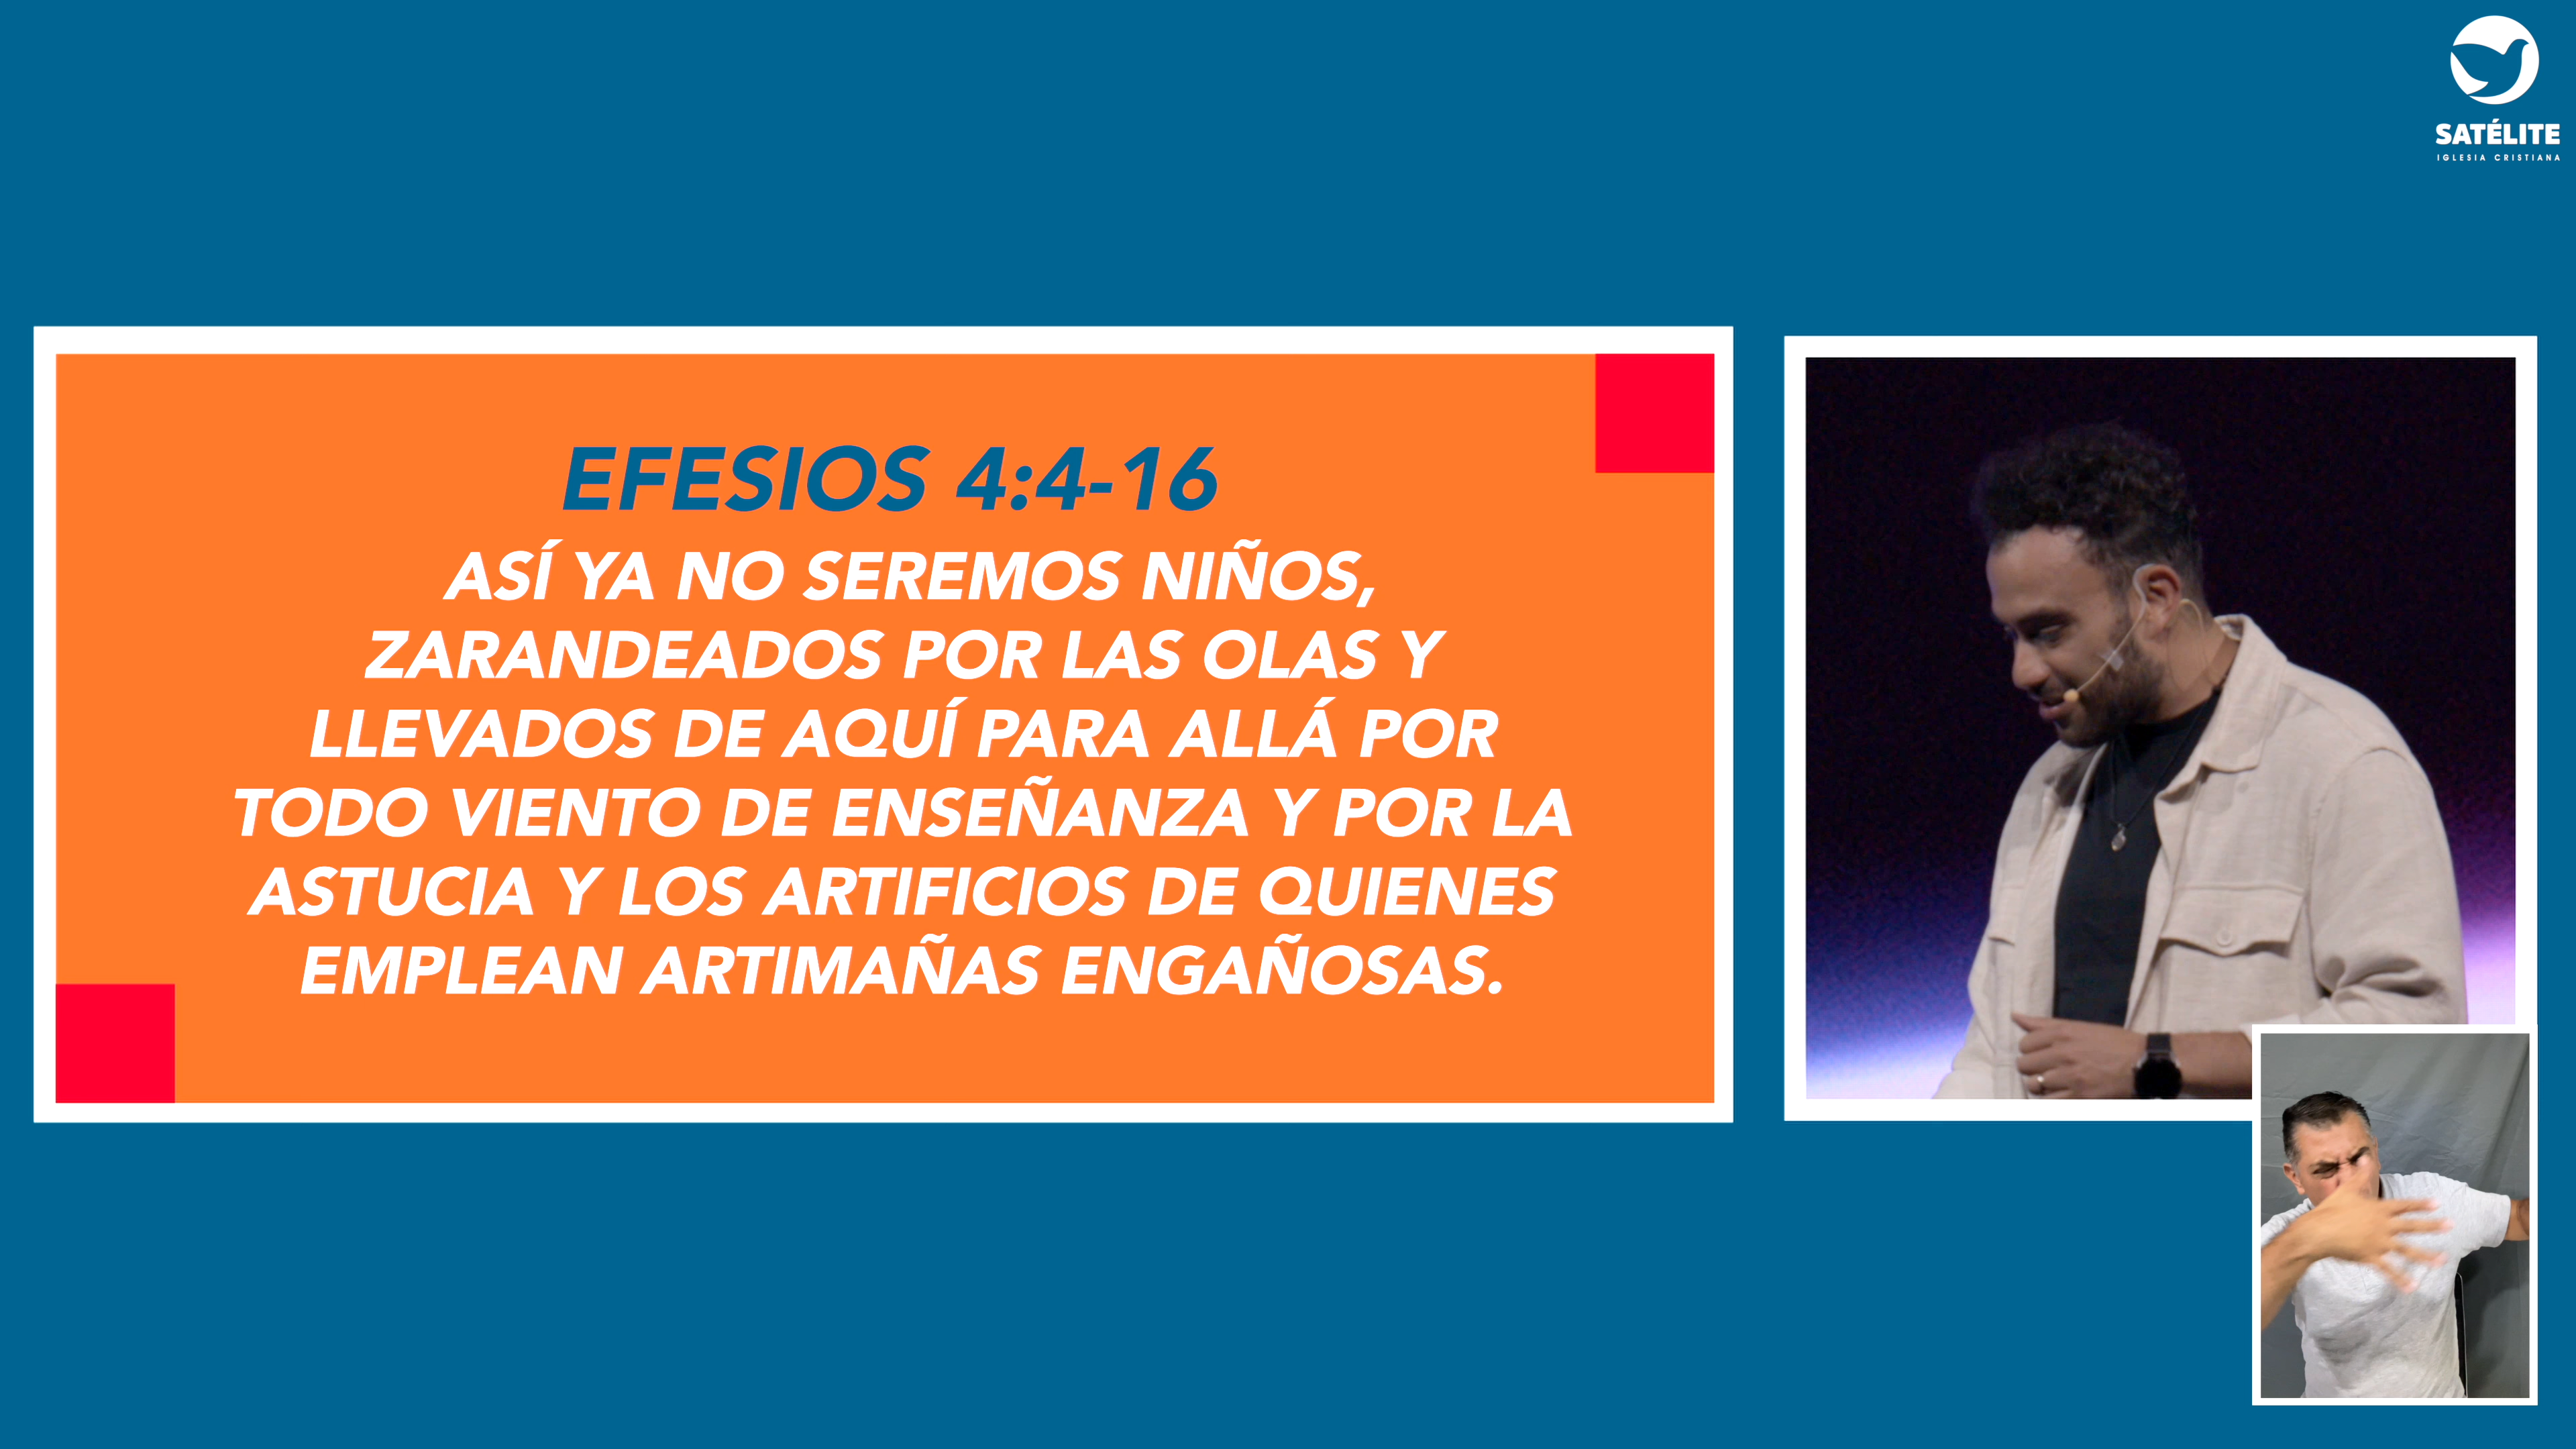 SATÉLITE
IGLESIA CRISTIANA
EFESIOS 4:4-16
ASÍ YA NO SEREMOS NIÑOS,
ZARANDEADOS POR LAS OLAS Y
LLEVADOS DE AQUÍ PARA ALLÁ POR
TODO VIENTO DE ENSEÑANZA Y POR LA
ASTUCIA Y LOS ARTIFICIOS DE QUIENES
EMPLEAN ARTIMAÑAS ENGAÑOSAS.